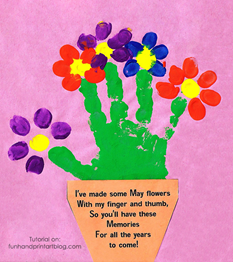 I've made some May flowers
With my finger and thumb,
So you'll have these
Memories
For all the years
to come!
Tutorial on:
funhandprintartblog.com